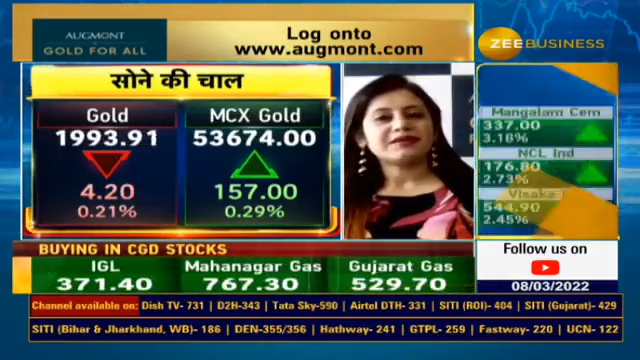 AUGMONT
GOLD FOR ALL
Log onto
www.augmont.com
ZEEBUSINESS
सोने की चाल
Gold
1993.91
4.20
0.21%
MCX Gold
53674.00
157.00
0.29%
Mangalam Cem
337.00
3.18%
NCL Ind
176.80
2.73%
Visaka
544.90
2.45%
BUYING IN CGD STOCKS
IGL
371.40
Mahanagar Gas
767.30
Gujarat Gas
529.70
Follow us on
08/03/2022
Channel available on: Dish TV- 731 | D2H-343 | Tata Sky-590 | Airtel DTH- 331 | SITI (ROI)- 404 | SITI (Gujarat)- 429
SITI (Bihar & Jharkhand, WB)- 186 | DEN-355/356 | Hathway- 241 | GTPL- 259 | Fastway- 220 | UCN- 122